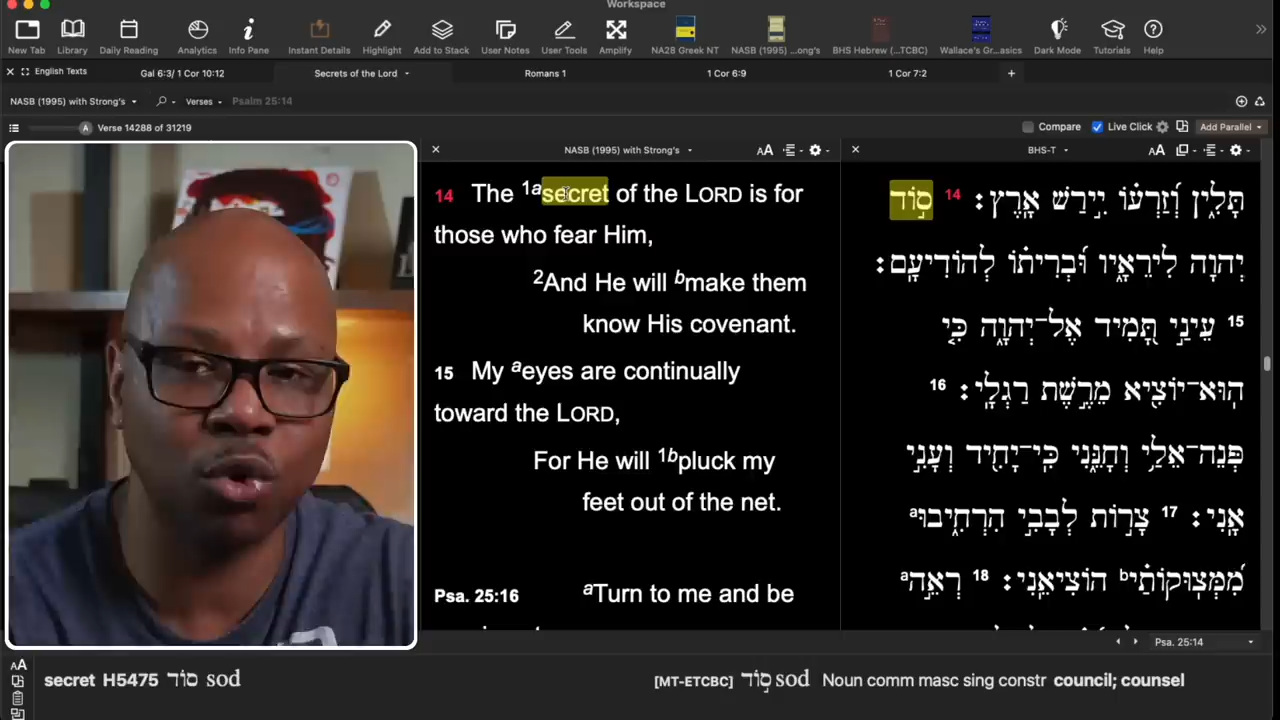 Workspace
New Tab Library Daily Reading Analytics Info Pane Instant Details Highlight Add to Stack User Notes User Tools Amplify NA28 Greek NT NASB (1995) ...ong's BHS Hebrew (...TCBC) Wallace's Gr...asics Dark Mode Tutorials Help
English Texts Gal 6:3/ 1 Cor 10:12 Secrets of the Lord Romans 1 1 Cor 6:9 1 Cor 7:2
NASB (1995) with Strong's Verses Psalm 25:14
A Verse 14288 of 31219 Compare Live Click Add Parallel
NASB (1995) with Strong's AA
14 The 1a secret of the LORD is for
those who fear Him,
2And He will bmake them
know His covenant.
15 My aeyes are continually
toward the LORD,
For He will 1bpluck my
feet out of the net.
Psa. 25:16 aTurn to me and be
BHS-T AA
תָּלִ֑ין וְ֝זַרְע֗וֹ יִ֣ירַשׁ אָֽרֶץ׃ 14 ס֣וֹד
יְ֭הוָה לִירֵאָ֑יו וּ֝בְרִית֗וֹ לְהוֹדִיעָֽם׃
15 עֵינַ֣י תָּ֭מִיד אֶל־יְהוָ֑ה כִּ֤י
הֽוּא־יוֹצִ֖יא מֵרֶ֣שֶׁת רַגְלָֽי׃ 16
פְּנֵה־אֵלַ֥י וְחָנֵּ֑נִי כִּֽי־יָחִ֖יד וְעָנִ֣י
אָֽנִי׃ 17 צָר֣וֹת לְבָבִ֣י הִרְחִ֑יבוּa
מִ֝מְּצֽוּקוֹתַ֗יb הוֹצִיאֵֽנִי׃ 18 רְאֵ֣הa
Psa. 25:14
AA
secret H5475 סוֹד sod
[MT-ETCBC] ס֣וֹד sod Noun comm masc sing constr council; counsel